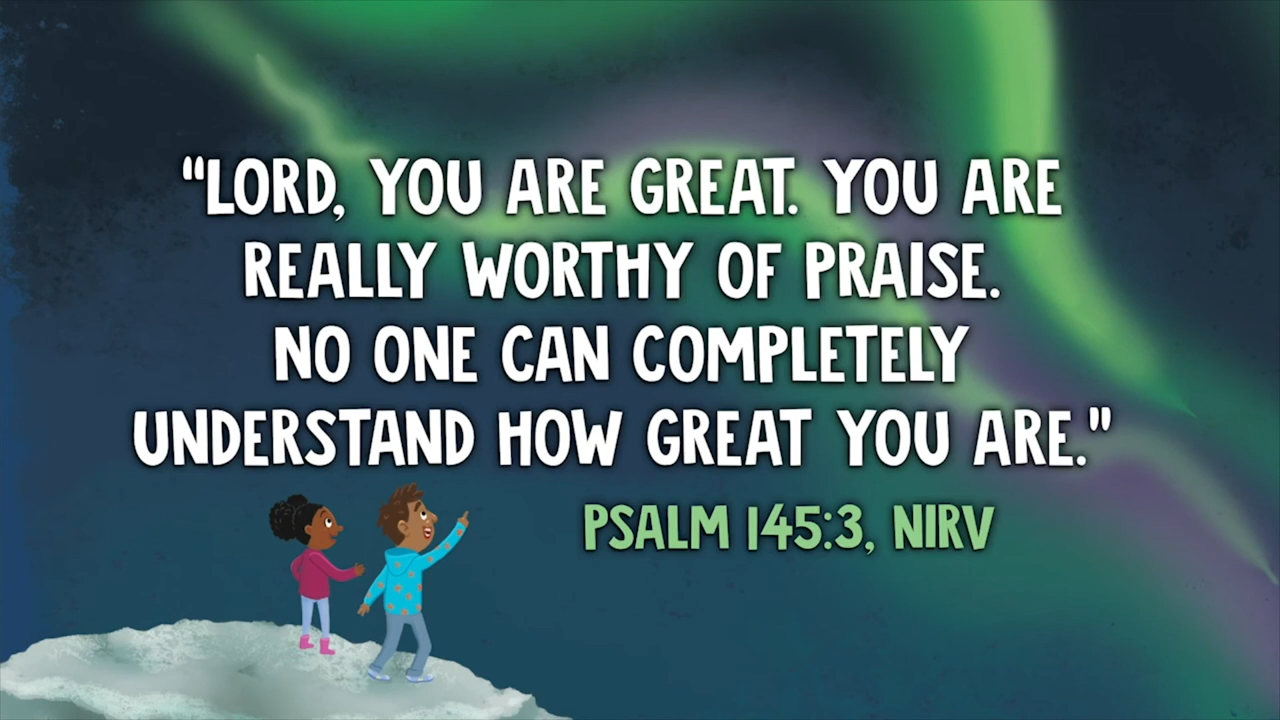 "LORD, YOU ARE GREAT. YOU ARE
REALLY WORTHY OF PRAISE.
NO ONE CAN COMPLETELY
UNDERSTAND HOW GREAT YOU ARE."
PSALM 145:3, NIRV